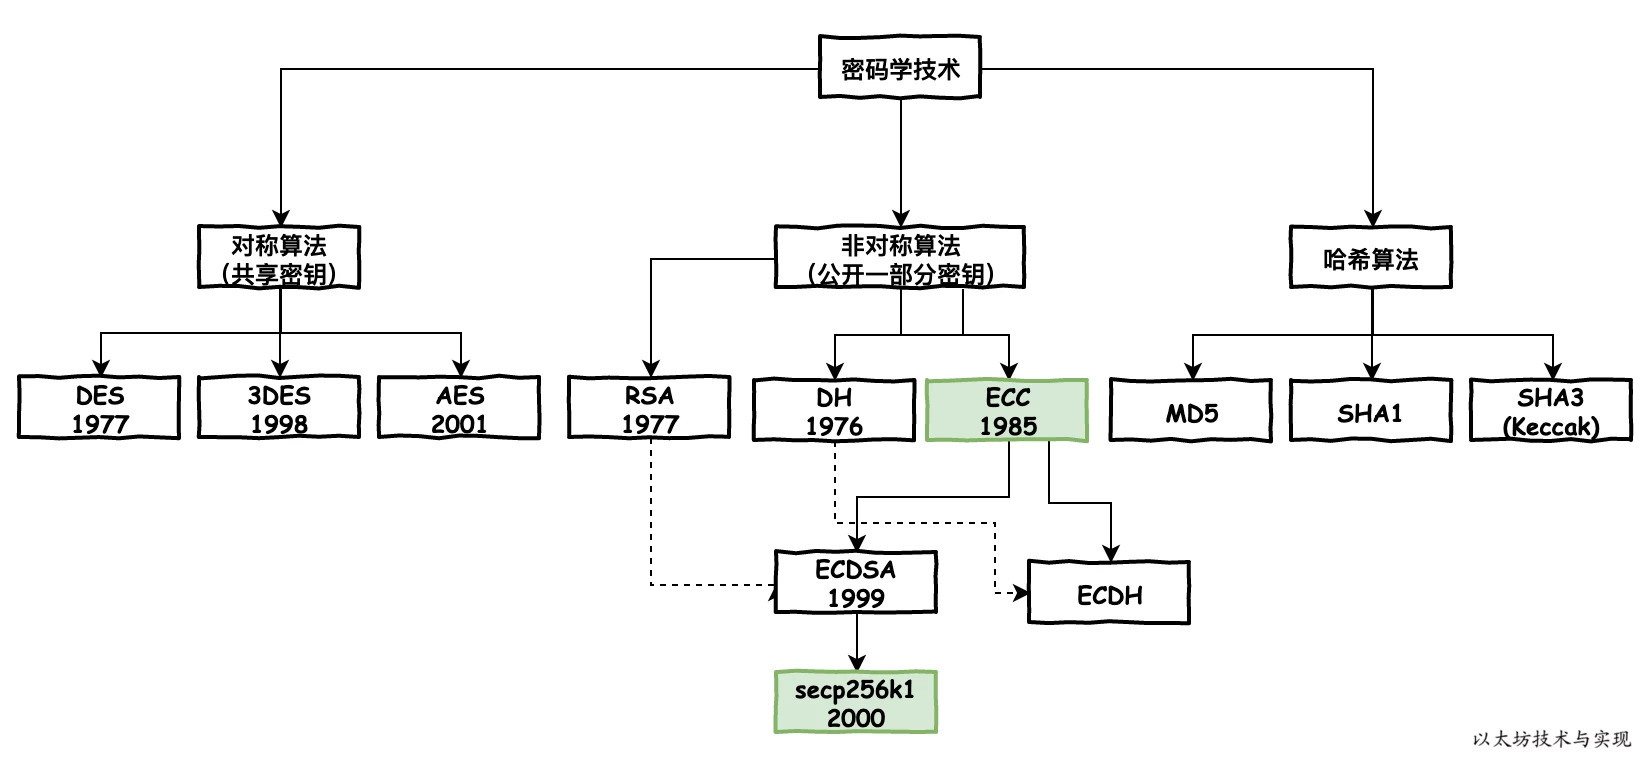 密码学技术
对称算法
（共享密钥）
非对称算法
（公开一部分密钥）
哈希算法
DES
1977
3DES
1998
AES
2001
RSA
1977
DH
1976
ECC
1985
MD5
SHA1
SHA3
(Keccak)
ECDSA
1999
ECDH
secp256k1
2000
以太坊技术与实现